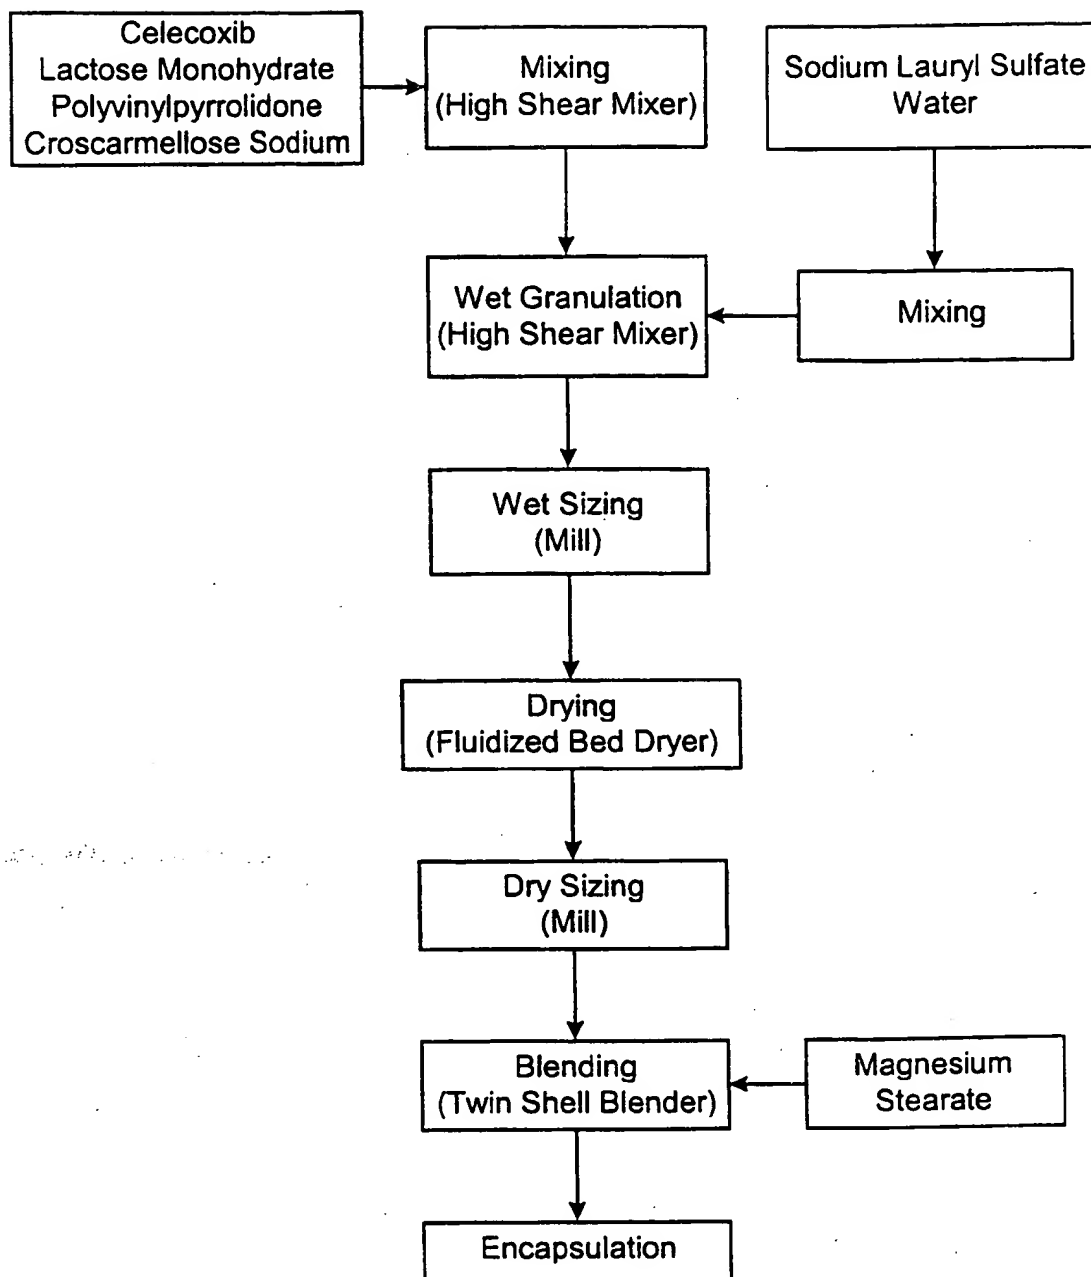 Celecoxib
Lactose Monohydrate
Polyvinylpyrrolidone
Croscarmellose Sodium
Mixing
(High Shear Mixer)
Sodium Lauryl Sulfate
Water
Wet Granulation
(High Shear Mixer)
Mixing
Wet Sizing
(Mill)
Drying
(Fluidized Bed Dryer)
Dry Sizing
(Mill)
Blending
(Twin Shell Blender)
Magnesium
Stearate
Encapsulation